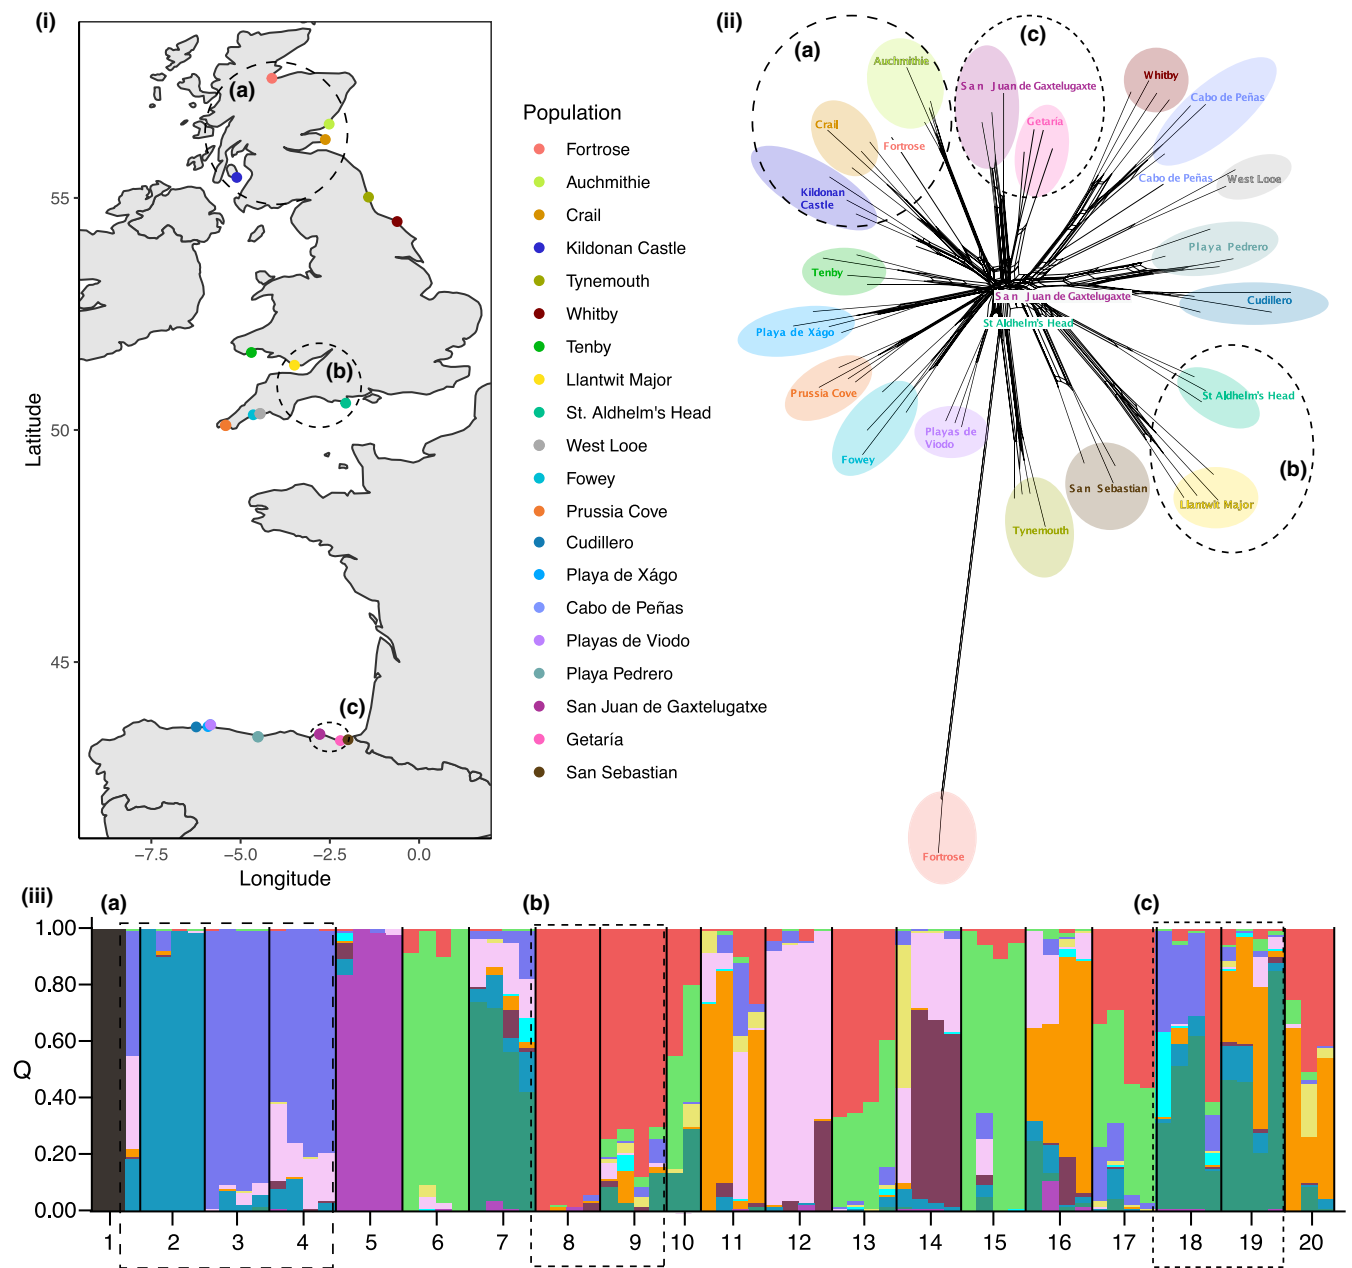 (i)
(a)
(b)
(c)
55
50
45
Latitude
−7.5
−5.0
−2.5
0.0
Longitude
Population
Fortrose
Auchmithie
Crail
Kildonan Castle
Tynemouth
Whitby
Tenby
Llantwit Major
St. Aldhelm's Head
West Looe
Fowey
Prussia Cove
Cudillero
Playa de Xágo
Cabo de Peñas
Playas de Viodo
Playa Pedrero
San Juan de Gaxtelugatxe
Getaría
San Sebastian
(ii)
(a)
(c)
Auchmithie
San Juan de Gaxtelugaxte
Whitby
Cabo de Peñas
Crail
Getaría
Fortrose
Kildonan
Castle
Cabo de Peñas
West Looe
Playa Pedrero
Tenby
San Juan de Gaxtelugaxte
Cudillero
St Aldhelm's Head
Playa de Xágo
Prussia Cove
St Aldhelm's Head
Playas de
Viodo
Fowey
(b)
San Sebastian
Llantwit Major
Tynemouth
Fortrose
(iii)
(a)
(b)
(c)
1.00
0.80
0.60
Q
0.40
0.20
0.00
1 2 3 4 5 6 7 8 9 10 11 12 13 14 15 16 17 18 19 20